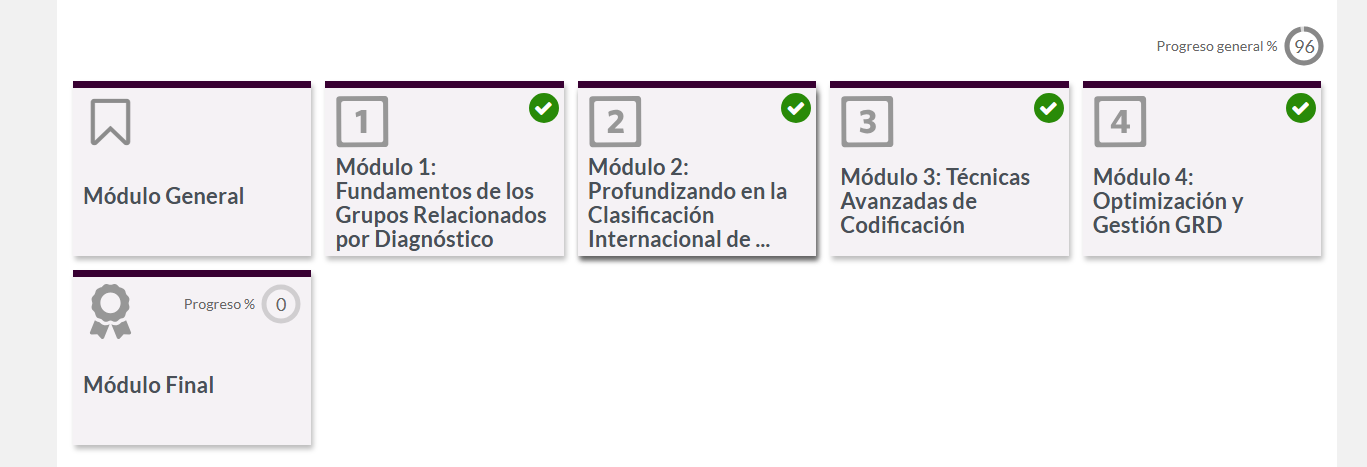 Progreso general % 96
Módulo General
1
Módulo 1:
Fundamentos de los
Grupos Relacionados
por Diagnóstico
2
Módulo 2:
Profundizando en la
Clasificación
Internacional de ...
3
Módulo 3: Técnicas
Avanzadas de
Codificación
4
Módulo 4:
Optimización y
Gestión GRD
Progreso % 0
Módulo Final